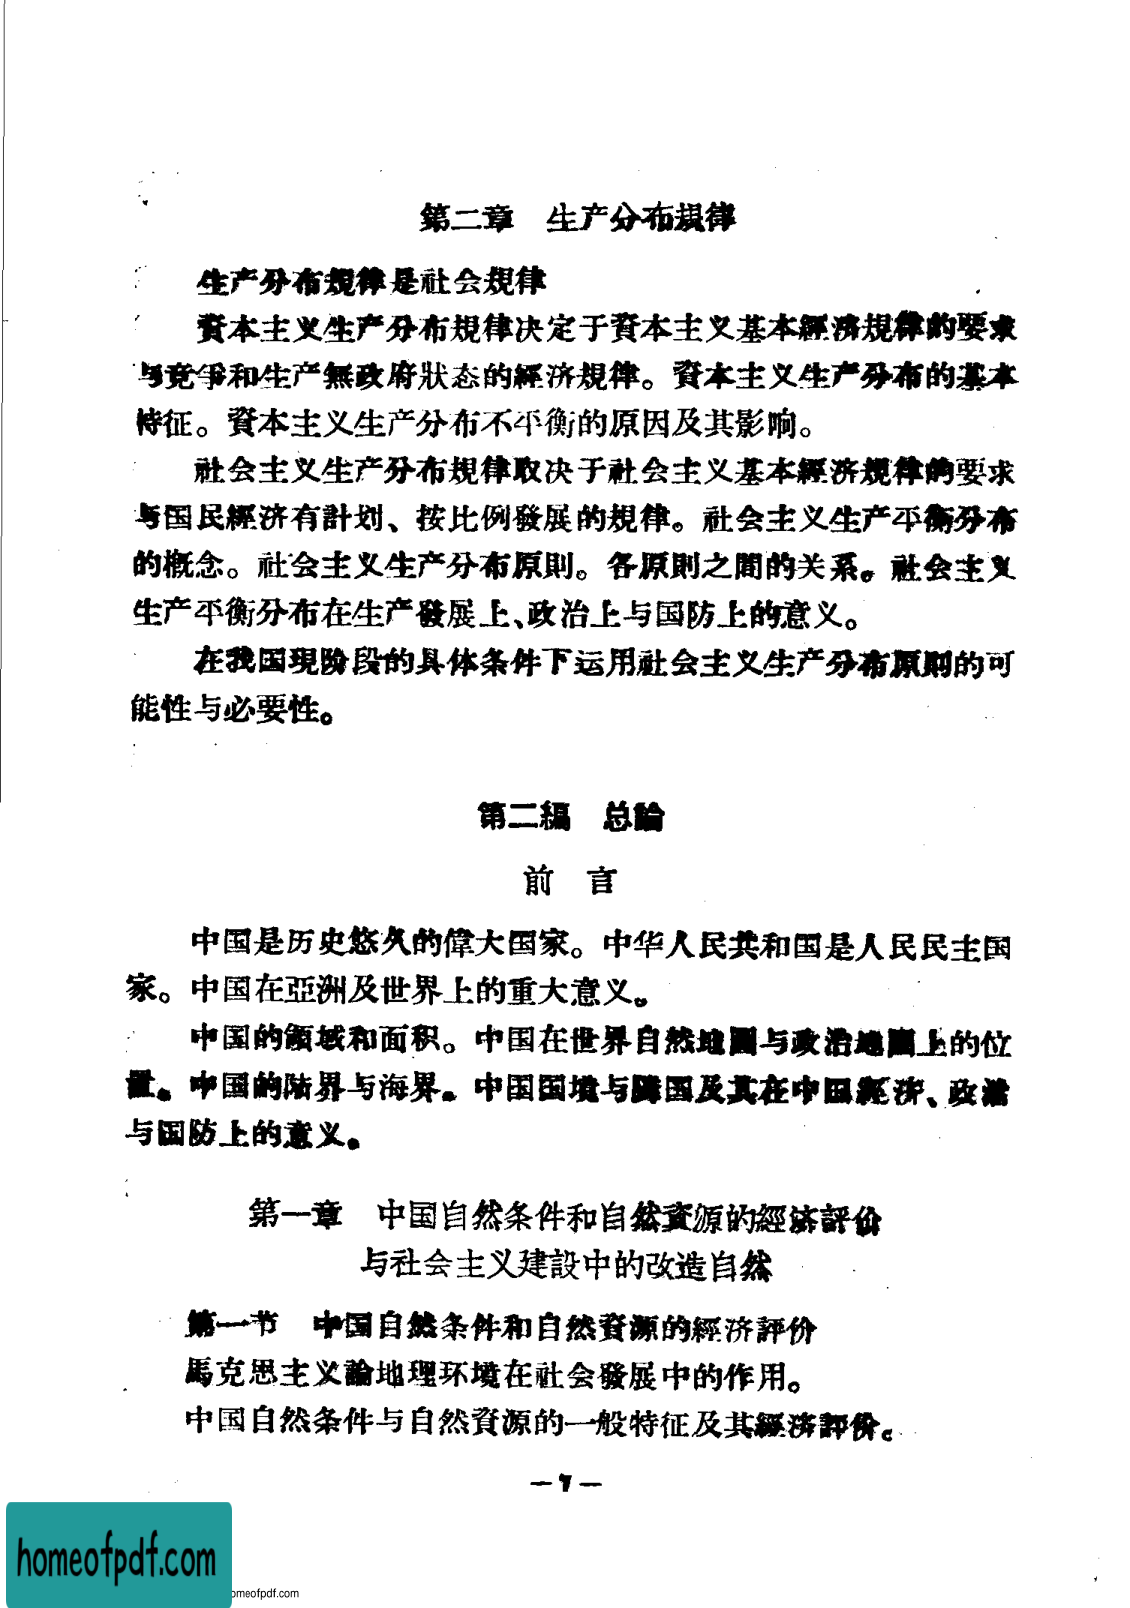 第二章　生产分布規律
生产分布規律是社会規律
資本主义生产分布規律决定于資本主义基本經濟規律的要求
与竞争和生产無政府狀态的經济規律。資本主义生产分布的基本
特征。資本主义生产分布不平衡的原因及其影响。
社会主义生产分布規律取决于社会主义基本經济規律的要求
与国民經济有計划、按比例發展的規律。社会主义生产平衡分布
的概念。社会主义生产分布原則。各原則之間的关系。社会主义
生产平衡分布在生产發展上、政治上与国防上的意义。
在我国現阶段的具体条件下运用社会主义生产分布原則的可
能性与必要性。
第二編　总論
前　言
中国是历史悠久的偉大国家。中华人民共和国是人民民主国
家。中国在亞洲及世界上的重大意义。
中国的領域和面积。中国在世界自然地圖与政治地圖上的位
置。中国的陆界与海界。中国国境与隣国及其在中国經济、政治
与国防上的意义。
第一章　中国自然条件和自然資源的經济評价
与社会主义建設中的改造自然
第一节　中国自然条件和自然資源的經济評价
馬克思主义論地理环境在社会發展中的作用。
中国自然条件与自然資源的一般特征及其經济評价。
— 7 —
homeofpdf.com
omeofpdf.com